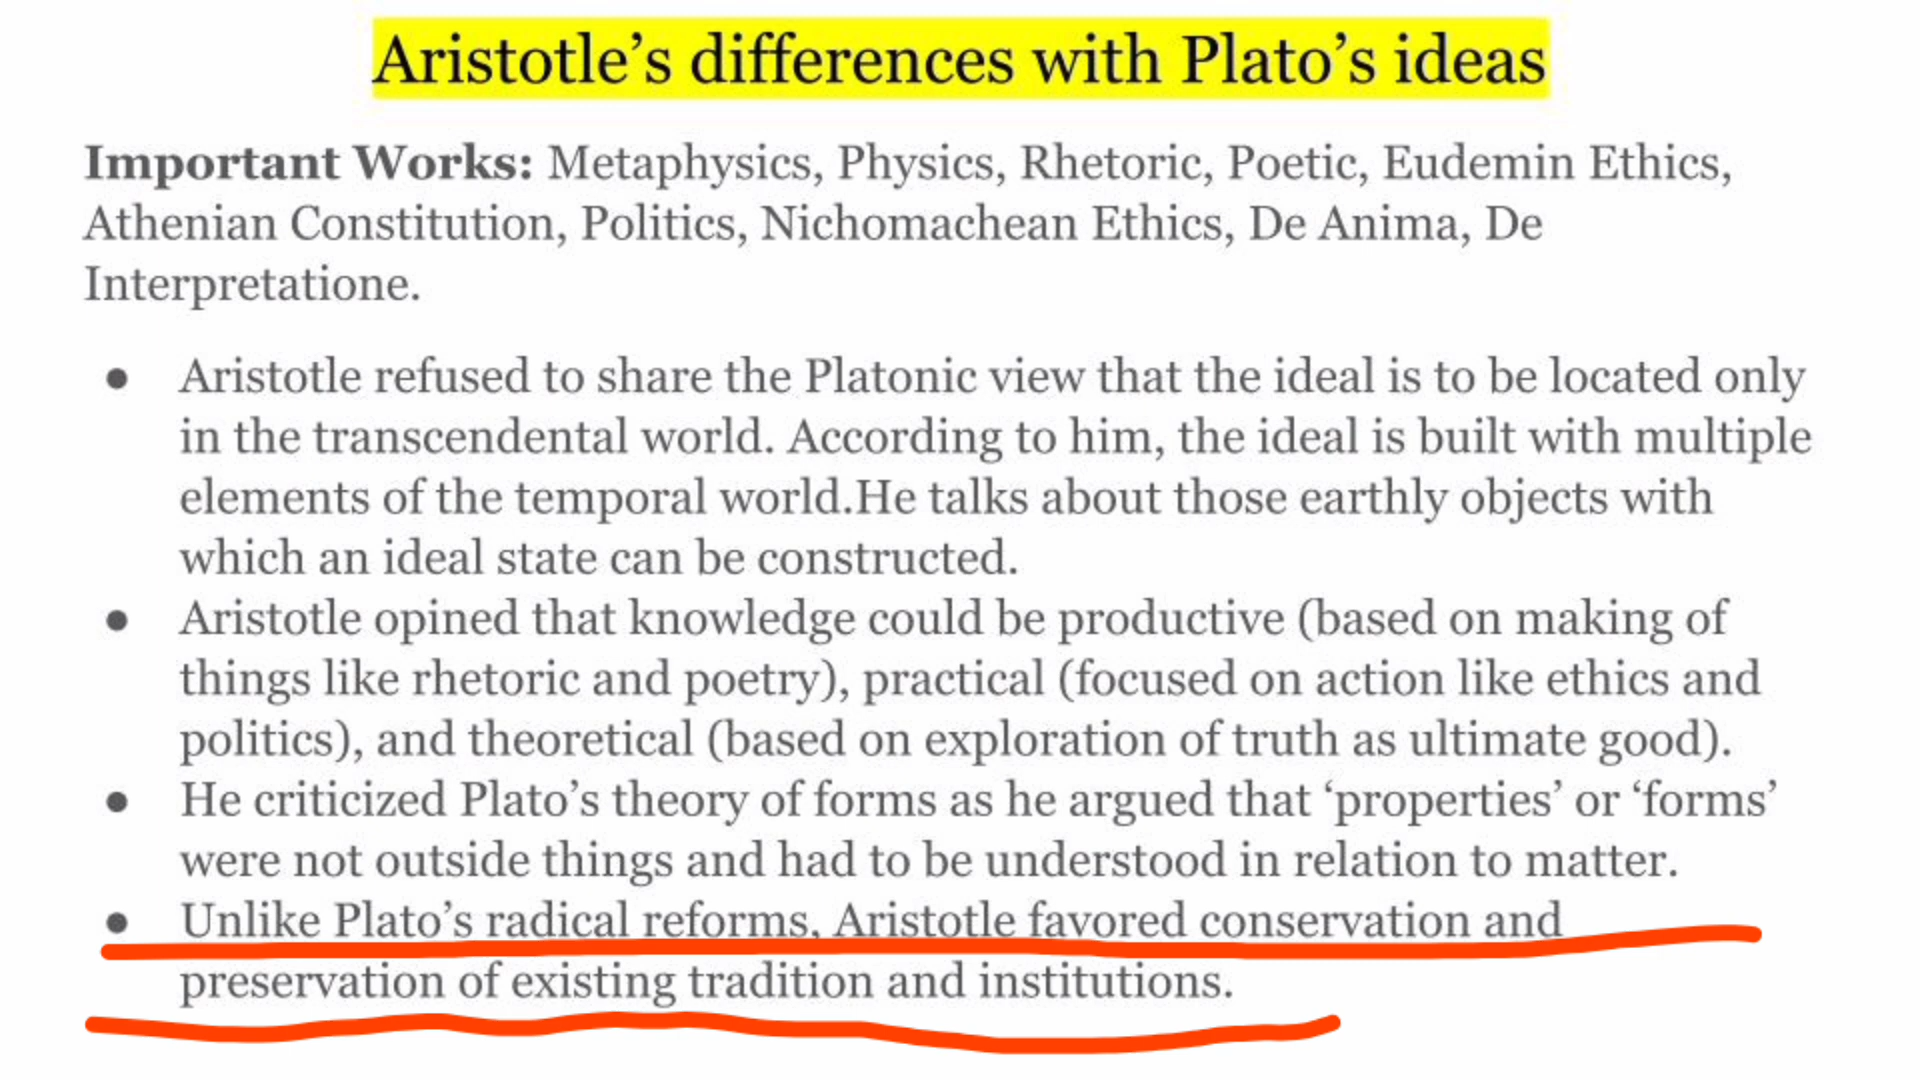 Aristotle’s differences with Plato’s ideas
Important Works: Metaphysics, Physics, Rhetoric, Poetic, Eudemin Ethics,
Athenian Constitution, Politics, Nichomachean Ethics, De Anima, De
Interpretatione.
● Aristotle refused to share the Platonic view that the ideal is to be located only
in the transcendental world. According to him, the ideal is built with multiple
elements of the temporal world.He talks about those earthly objects with
which an ideal state can be constructed.
● Aristotle opined that knowledge could be productive (based on making of
things like rhetoric and poetry), practical (focused on action like ethics and
politics), and theoretical (based on exploration of truth as ultimate good).
● He criticized Plato’s theory of forms as he argued that ‘properties’ or ‘forms’
were not outside things and had to be understood in relation to matter.
● Unlike Plato’s radical reforms, Aristotle favored conservation and
preservation of existing tradition and institutions.